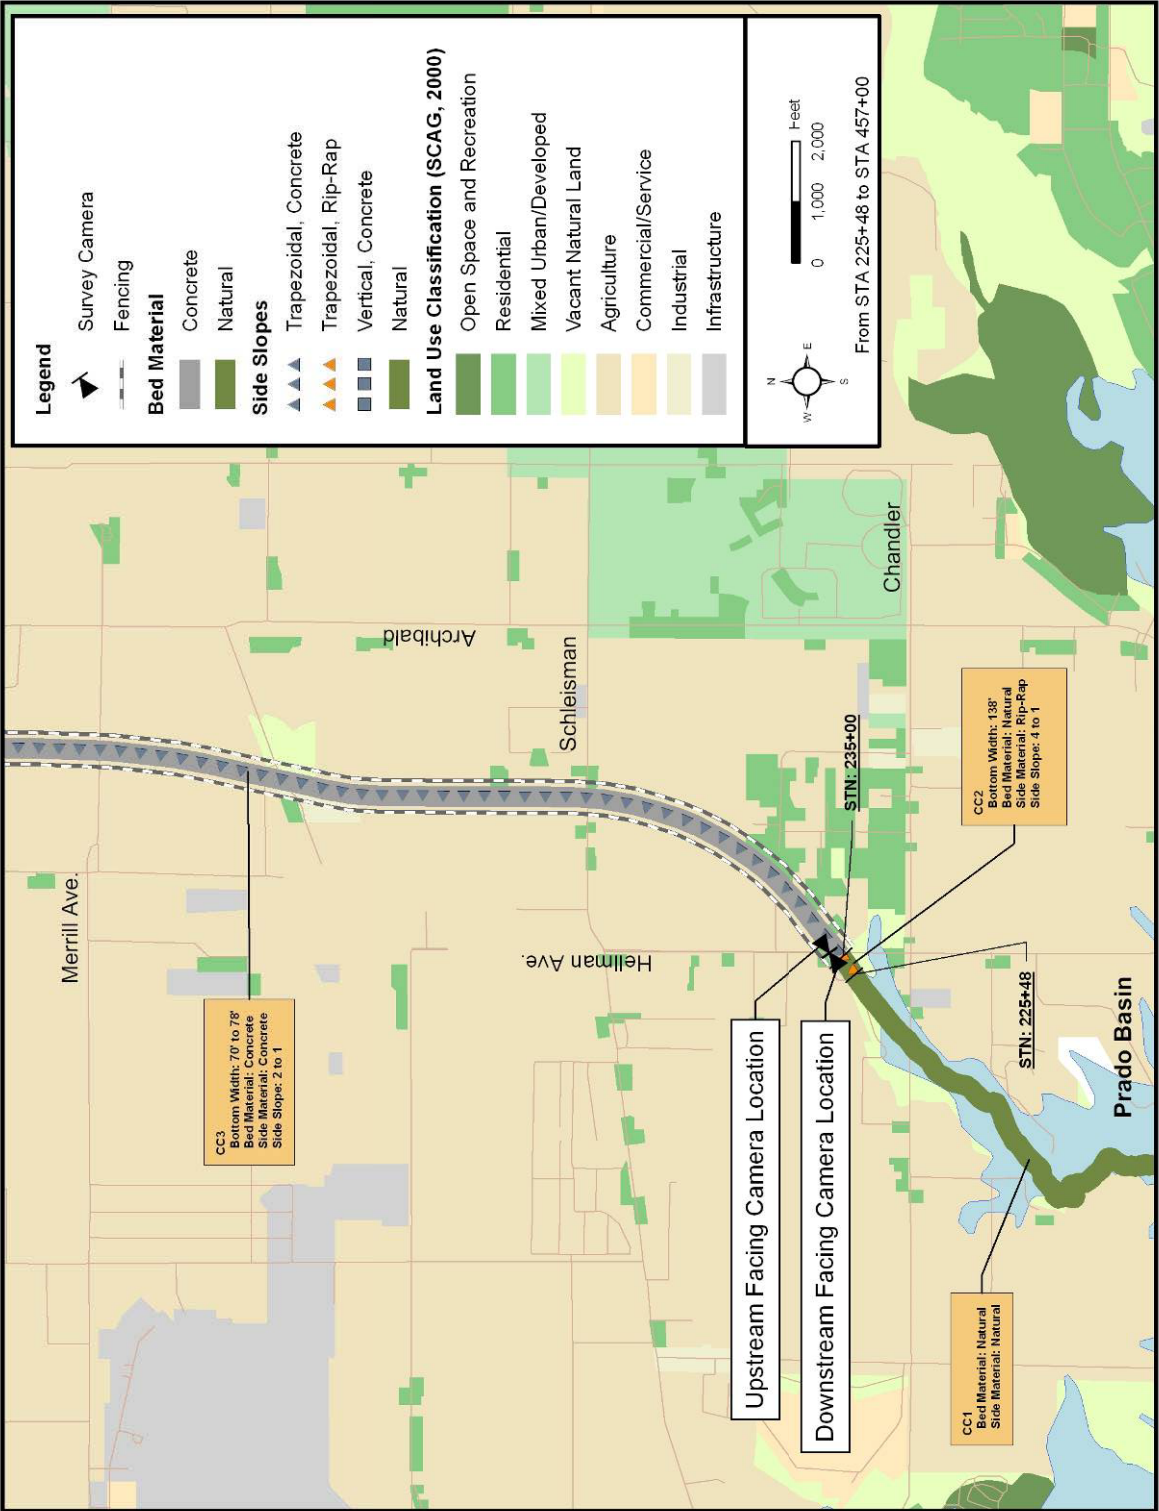 Legend
Survey Camera
Fencing
Bed Material
Concrete
Natural
Side Slopes
Trapezoidal, Concrete
Trapezoidal, Rip-Rap
Vertical, Concrete
Natural
Land Use Classification (SCAG, 2000)
Open Space and Recreation
Residential
Mixed Urban/Developed
Vacant Natural Land
Agriculture
Commercial/Service
Industrial
Infrastructure
N
W
E
S
Feet
0 1,000 2,000
From STA 225+48 to STA 457+00
Merrill Ave.
Archibald
Schleisman
Hellman Ave.
Chandler
CC3
Bottom Width: 70' to 78'
Bed Material: Concrete
Side Material: Concrete
Side Slope: 2 to 1
STN: 235+00
CC2
Bottom Width: 138'
Bed Material: Natural
Side Material: Rip-Rap
Side Slope: 4 to 1
Upstream Facing Camera Location
Downstream Facing Camera Location
STN: 225+48
Prado Basin
CC1
Bed Material: Natural
Side Material: Natural